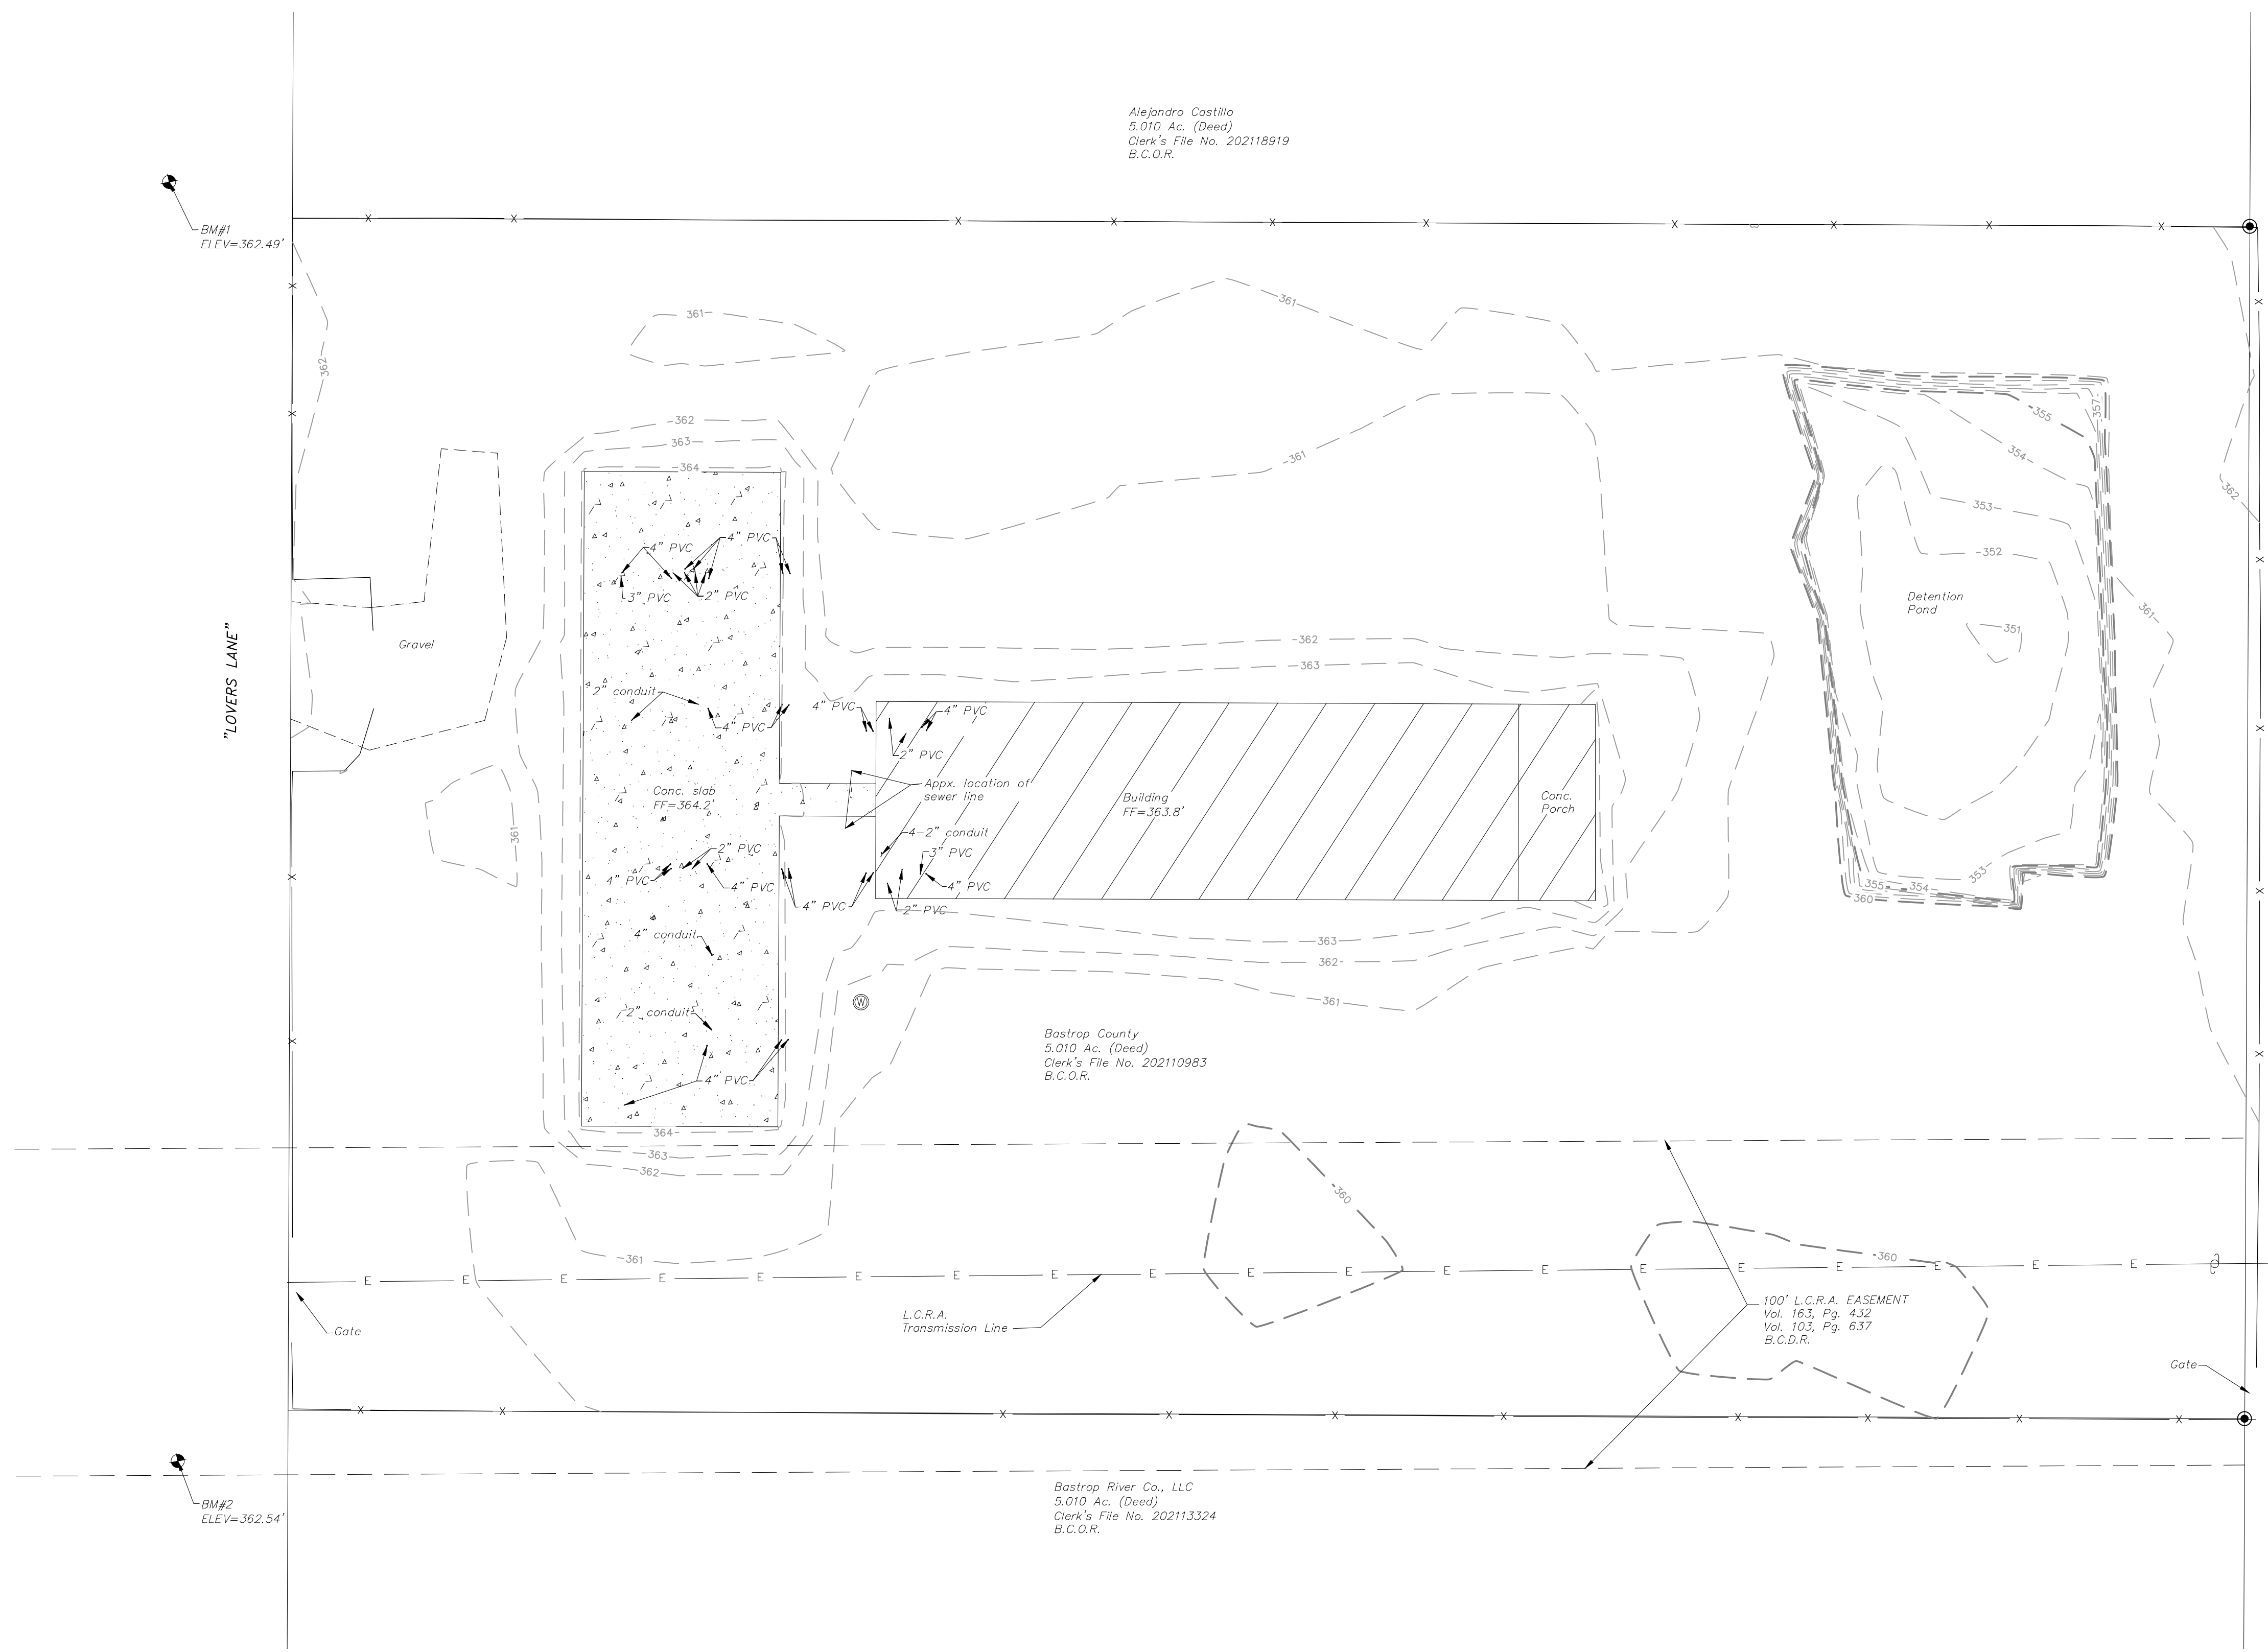 Alejandro Castillo
5.010 Ac. (Deed)
Clerk's File No. 202118919
B.C.O.R.
BM#1
ELEV=362.49'
X X X X X X X X X X
X
X
361
361
362
X
357
355
362
363
361
354
364
362
353
4" PVC
4" PVC
352
X
3" PVC
2" PVC
Detention
Pond
361
"LOVERS LANE"
351
Gravel
362
363
2" conduit
4" PVC
4" PVC
4" PVC
X
2" PVC
Appx. location of
sewer line
Conc. slab
FF=364.2'
Building
FF=363.8'
Conc.
Porch
361
4-2" conduit
2" PVC
3" PVC
4" PVC
4" PVC
4" PVC
353
X
355
354
X
4" PVC
2" PVC
360
4" conduit
363
362
W
361
2" conduit
Bastrop County
5.010 Ac. (Deed)
Clerk's File No. 202110983
B.C.O.R.
X
X
4" PVC
364
363
362
360
361
360
E E E E E E E E E E E E E E E E E E E
L.C.R.A.
Transmission Line
100' L.C.R.A. EASEMENT
Vol. 163, Pg. 432
Vol. 103, Pg. 637
B.C.D.R.
Gate
Gate
X X X X X X X X X X
BM#2
ELEV=362.54'
Bastrop River Co., LLC
5.010 Ac. (Deed)
Clerk's File No. 202113324
B.C.O.R.